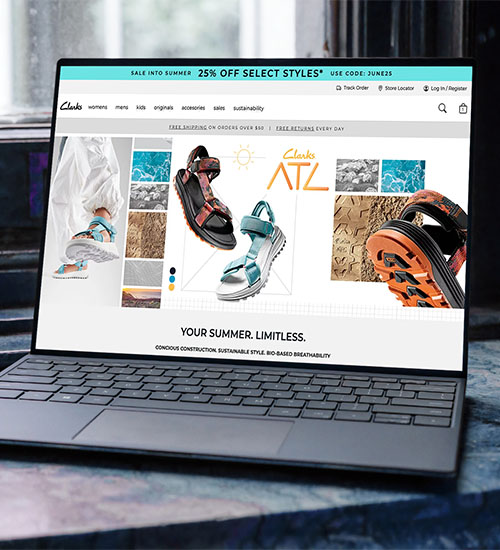 SALE INTO SUMMER 25% OFF SELECT STYLES* USE CODE: JUNE25
Track Order Store Locator Log In / Register
Clarks womens mens kids originals accesories sales sustainability
FREE SHIPPING ON ORDERS OVER $50 | FREE RETURNS EVERY DAY
Clarks
ATL
YOUR SUMMER. LIMITLESS.
CONCIOUS CONSTRUCTION. SUSTAINABLE STYLE. BIO-BASED BREATHABILITY